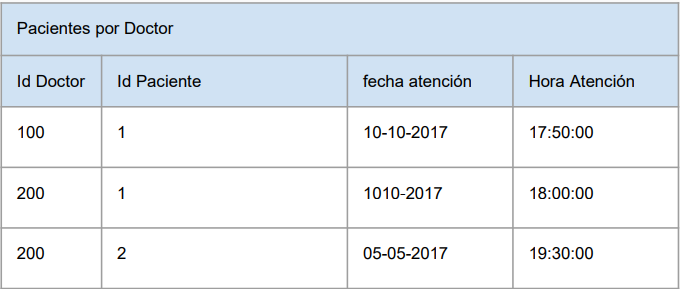 Pacientes por Doctor
Id Doctor Id Paciente fecha atención Hora Atención
100 1 10-10-2017 17:50:00
200 1 1010-2017 18:00:00
200 2 05-05-2017 19:30:00